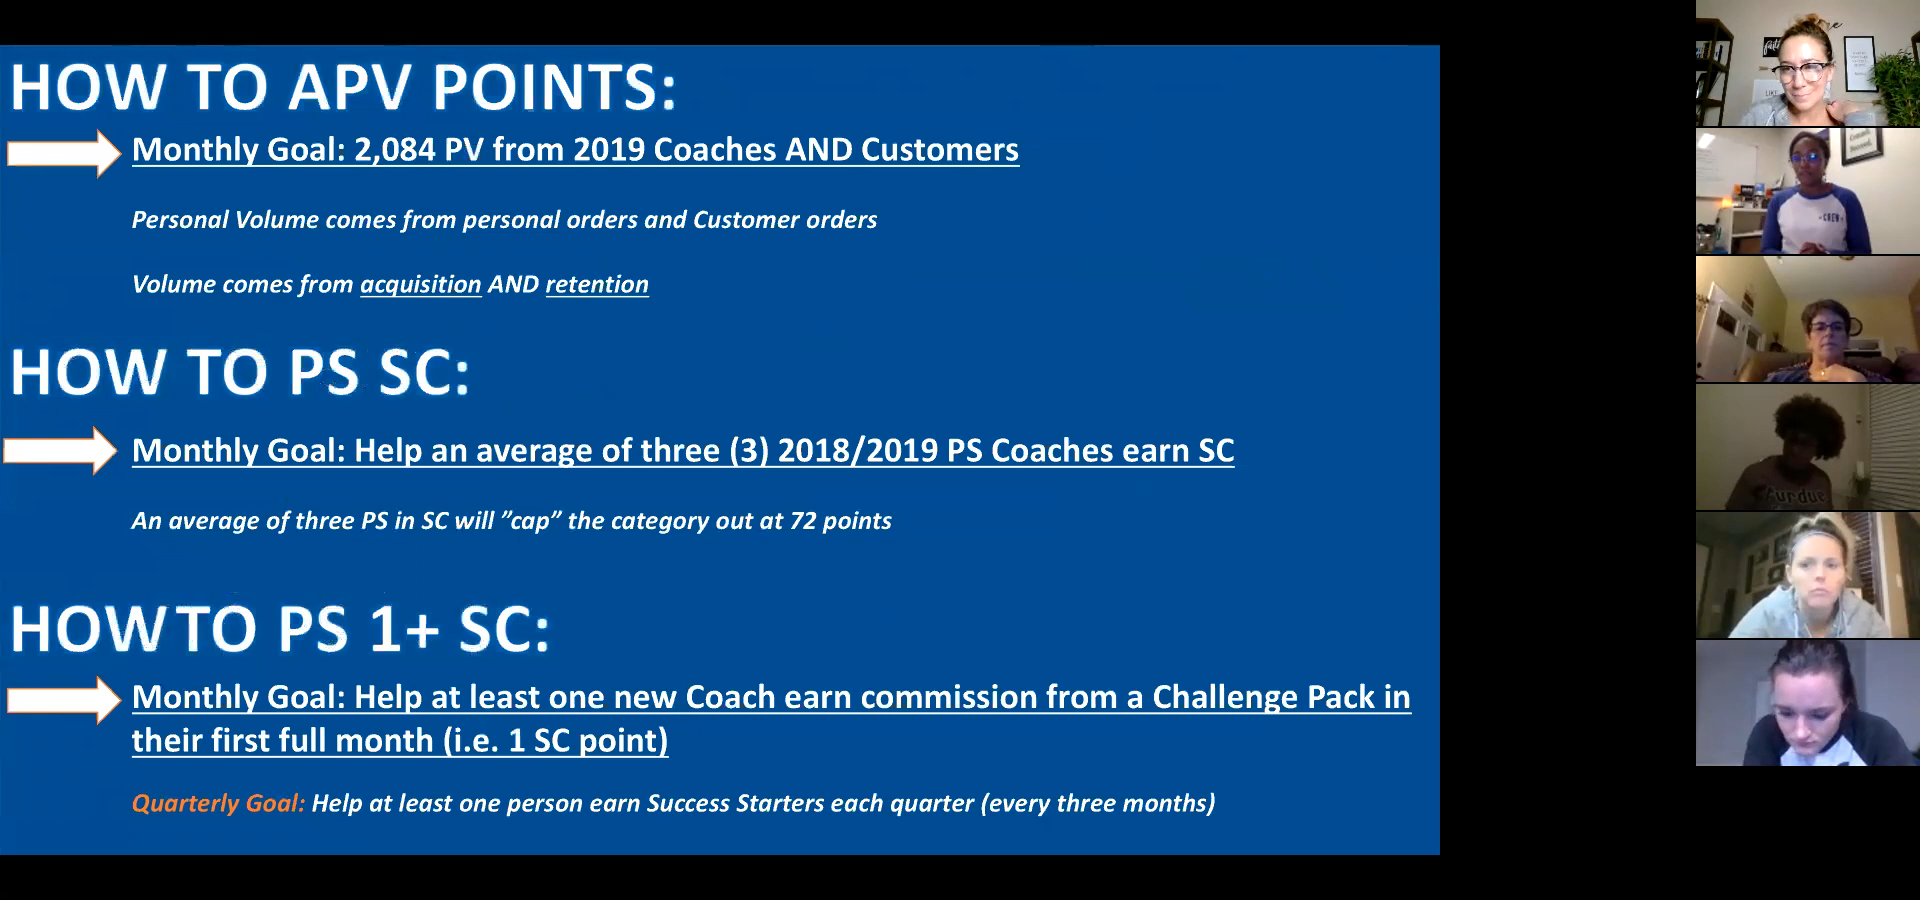 HOW TO APV POINTS:
Monthly Goal: 2,084 PV from 2019 Coaches AND Customers
Personal Volume comes from personal orders and Customer orders
Volume comes from acquisition AND retention
HOW TO PS SC:
Monthly Goal: Help an average of three (3) 2018/2019 PS Coaches earn SC
An average of three PS in SC will ”cap” the category out at 72 points
HOW TO PS 1+ SC:
Monthly Goal: Help at least one new Coach earn commission from a Challenge Pack in
their first full month (i.e. 1 SC point)
Quarterly Goal: Help at least one person earn Success Starters each quarter (every three months)
LIKE
CREW
Purdue